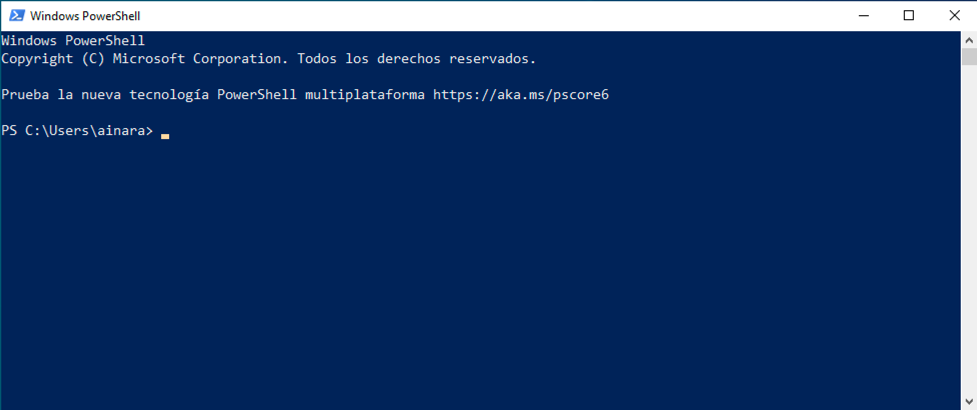 Windows PowerShell
Windows PowerShell
Copyright (C) Microsoft Corporation. Todos los derechos reservados.
Prueba la nueva tecnología PowerShell multiplataforma https://aka.ms/pscore6
PS C:\Users\ainara>